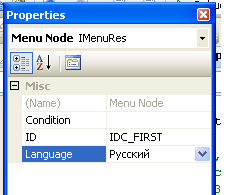 Properties
Menu Node IMenuRes
Misc
(Name) Menu Node
Condition
ID IDC_FIRST
Language Русский